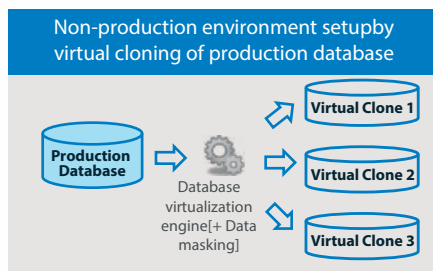 Non-production environment setupby
virtual cloning of production database
Production
Database
Database
virtualization
engine[+ Data
masking]
Virtual Clone 1
Virtual Clone 2
Virtual Clone 3